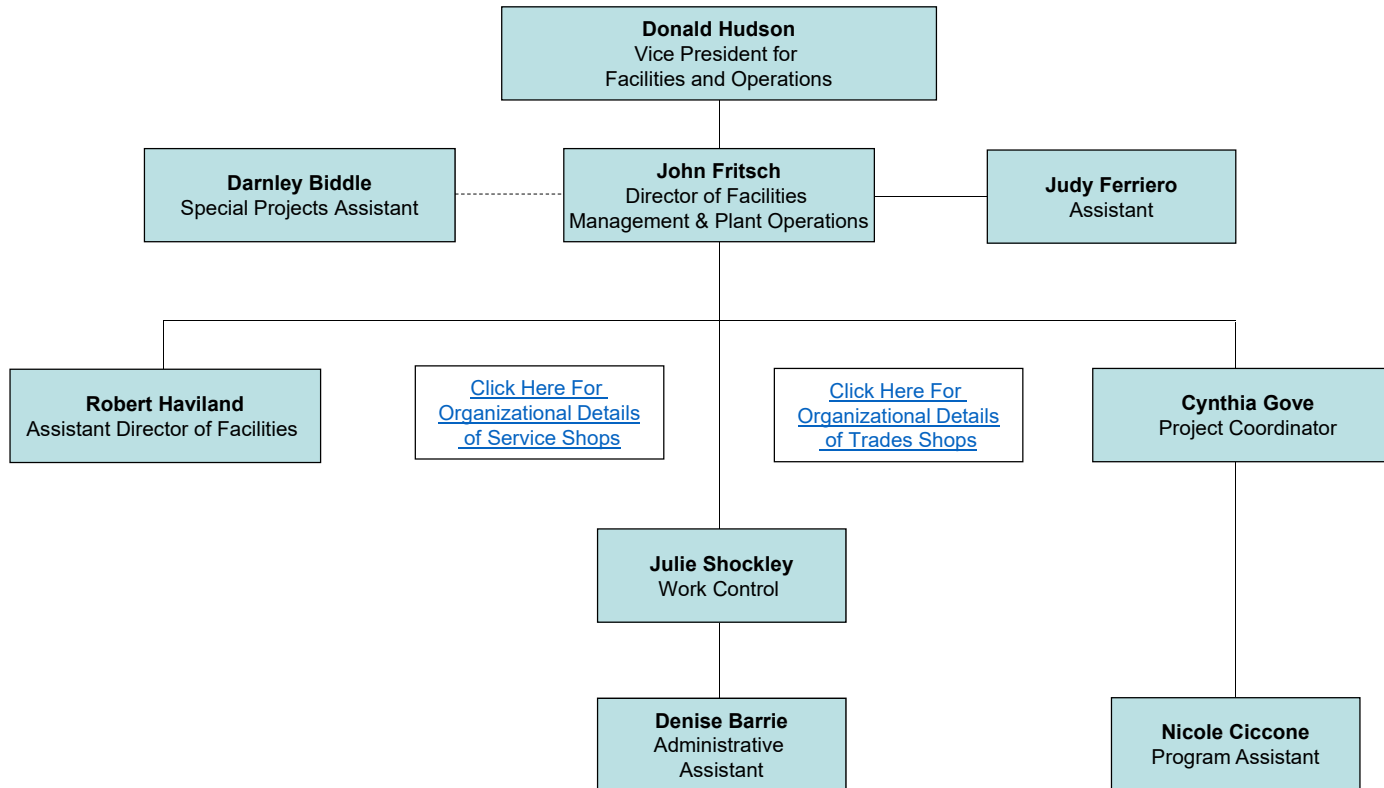 Donald Hudson
Vice President for
Facilities and Operations
Darnley Biddle
Special Projects Assistant
John Fritsch
Director of Facilities
Management & Plant Operations
Judy Ferriero
Assistant
Robert Haviland
Assistant Director of Facilities
Click Here For
Organizational Details
of Service Shops
Click Here For
Organizational Details
of Trades Shops
Cynthia Gove
Project Coordinator
Julie Shockley
Work Control
Denise Barrie
Administrative
Assistant
Nicole Ciccone
Program Assistant